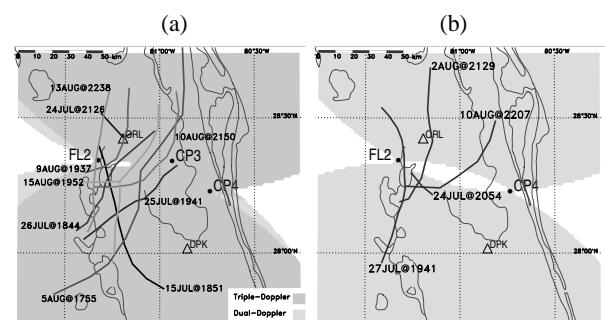 (a)
(b)
0 10 20 30 40 50 km
81°00'W
80°30'W
13AUG@2238
24JUL@2126
28°30'N
ORL
10AUG@2150
FL2
CP3
9AUG@1937
15AUG@1952
CP4
25JUL@1941
26JUL@1844
DPK
28°00'N
5AUG@1755
15JUL@1851
Triple-Doppler
Dual-Doppler
0 10 20 30 40 50 km
81°00'W
80°30'W
2AUG@2129
10AUG@2207
28°30'N
ORL
FL2
CP4
24JUL@2054
DPK
28°00'N
27JUL@1941